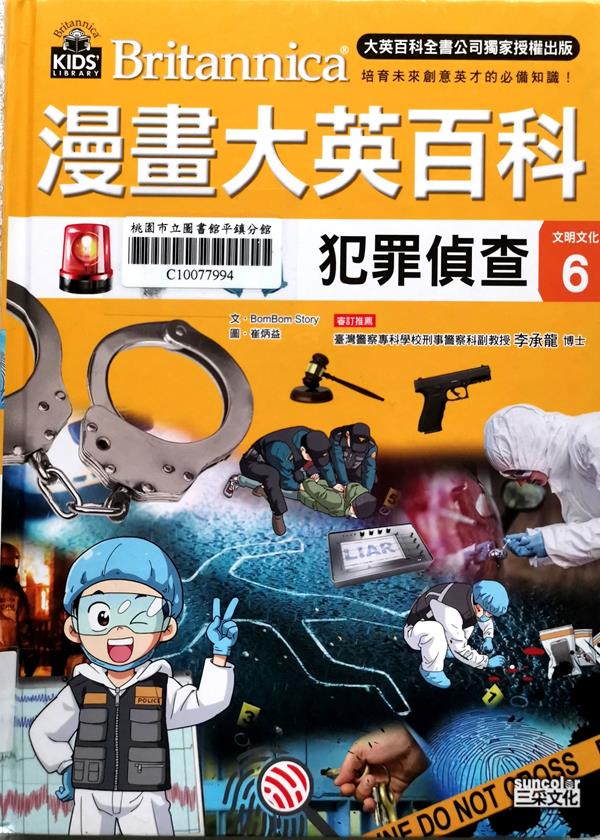 Britannica
KIDS'
LIBRARY
Britannica®
大英百科全書公司獨家授權出版
培育未來創意英才的必備知識！
漫畫大英百科
桃園市立圖書館平鎮分館
C10077994
犯罪偵查
文明文化
6
文・BomBom Story
圖・崔炳益
審訂推薦
臺灣警察專科學校刑事警察科副教授 李承龍 博士
5
LIAR
POLICE
3
2
LINE DO NOT CROSS
suncolor
三采文化